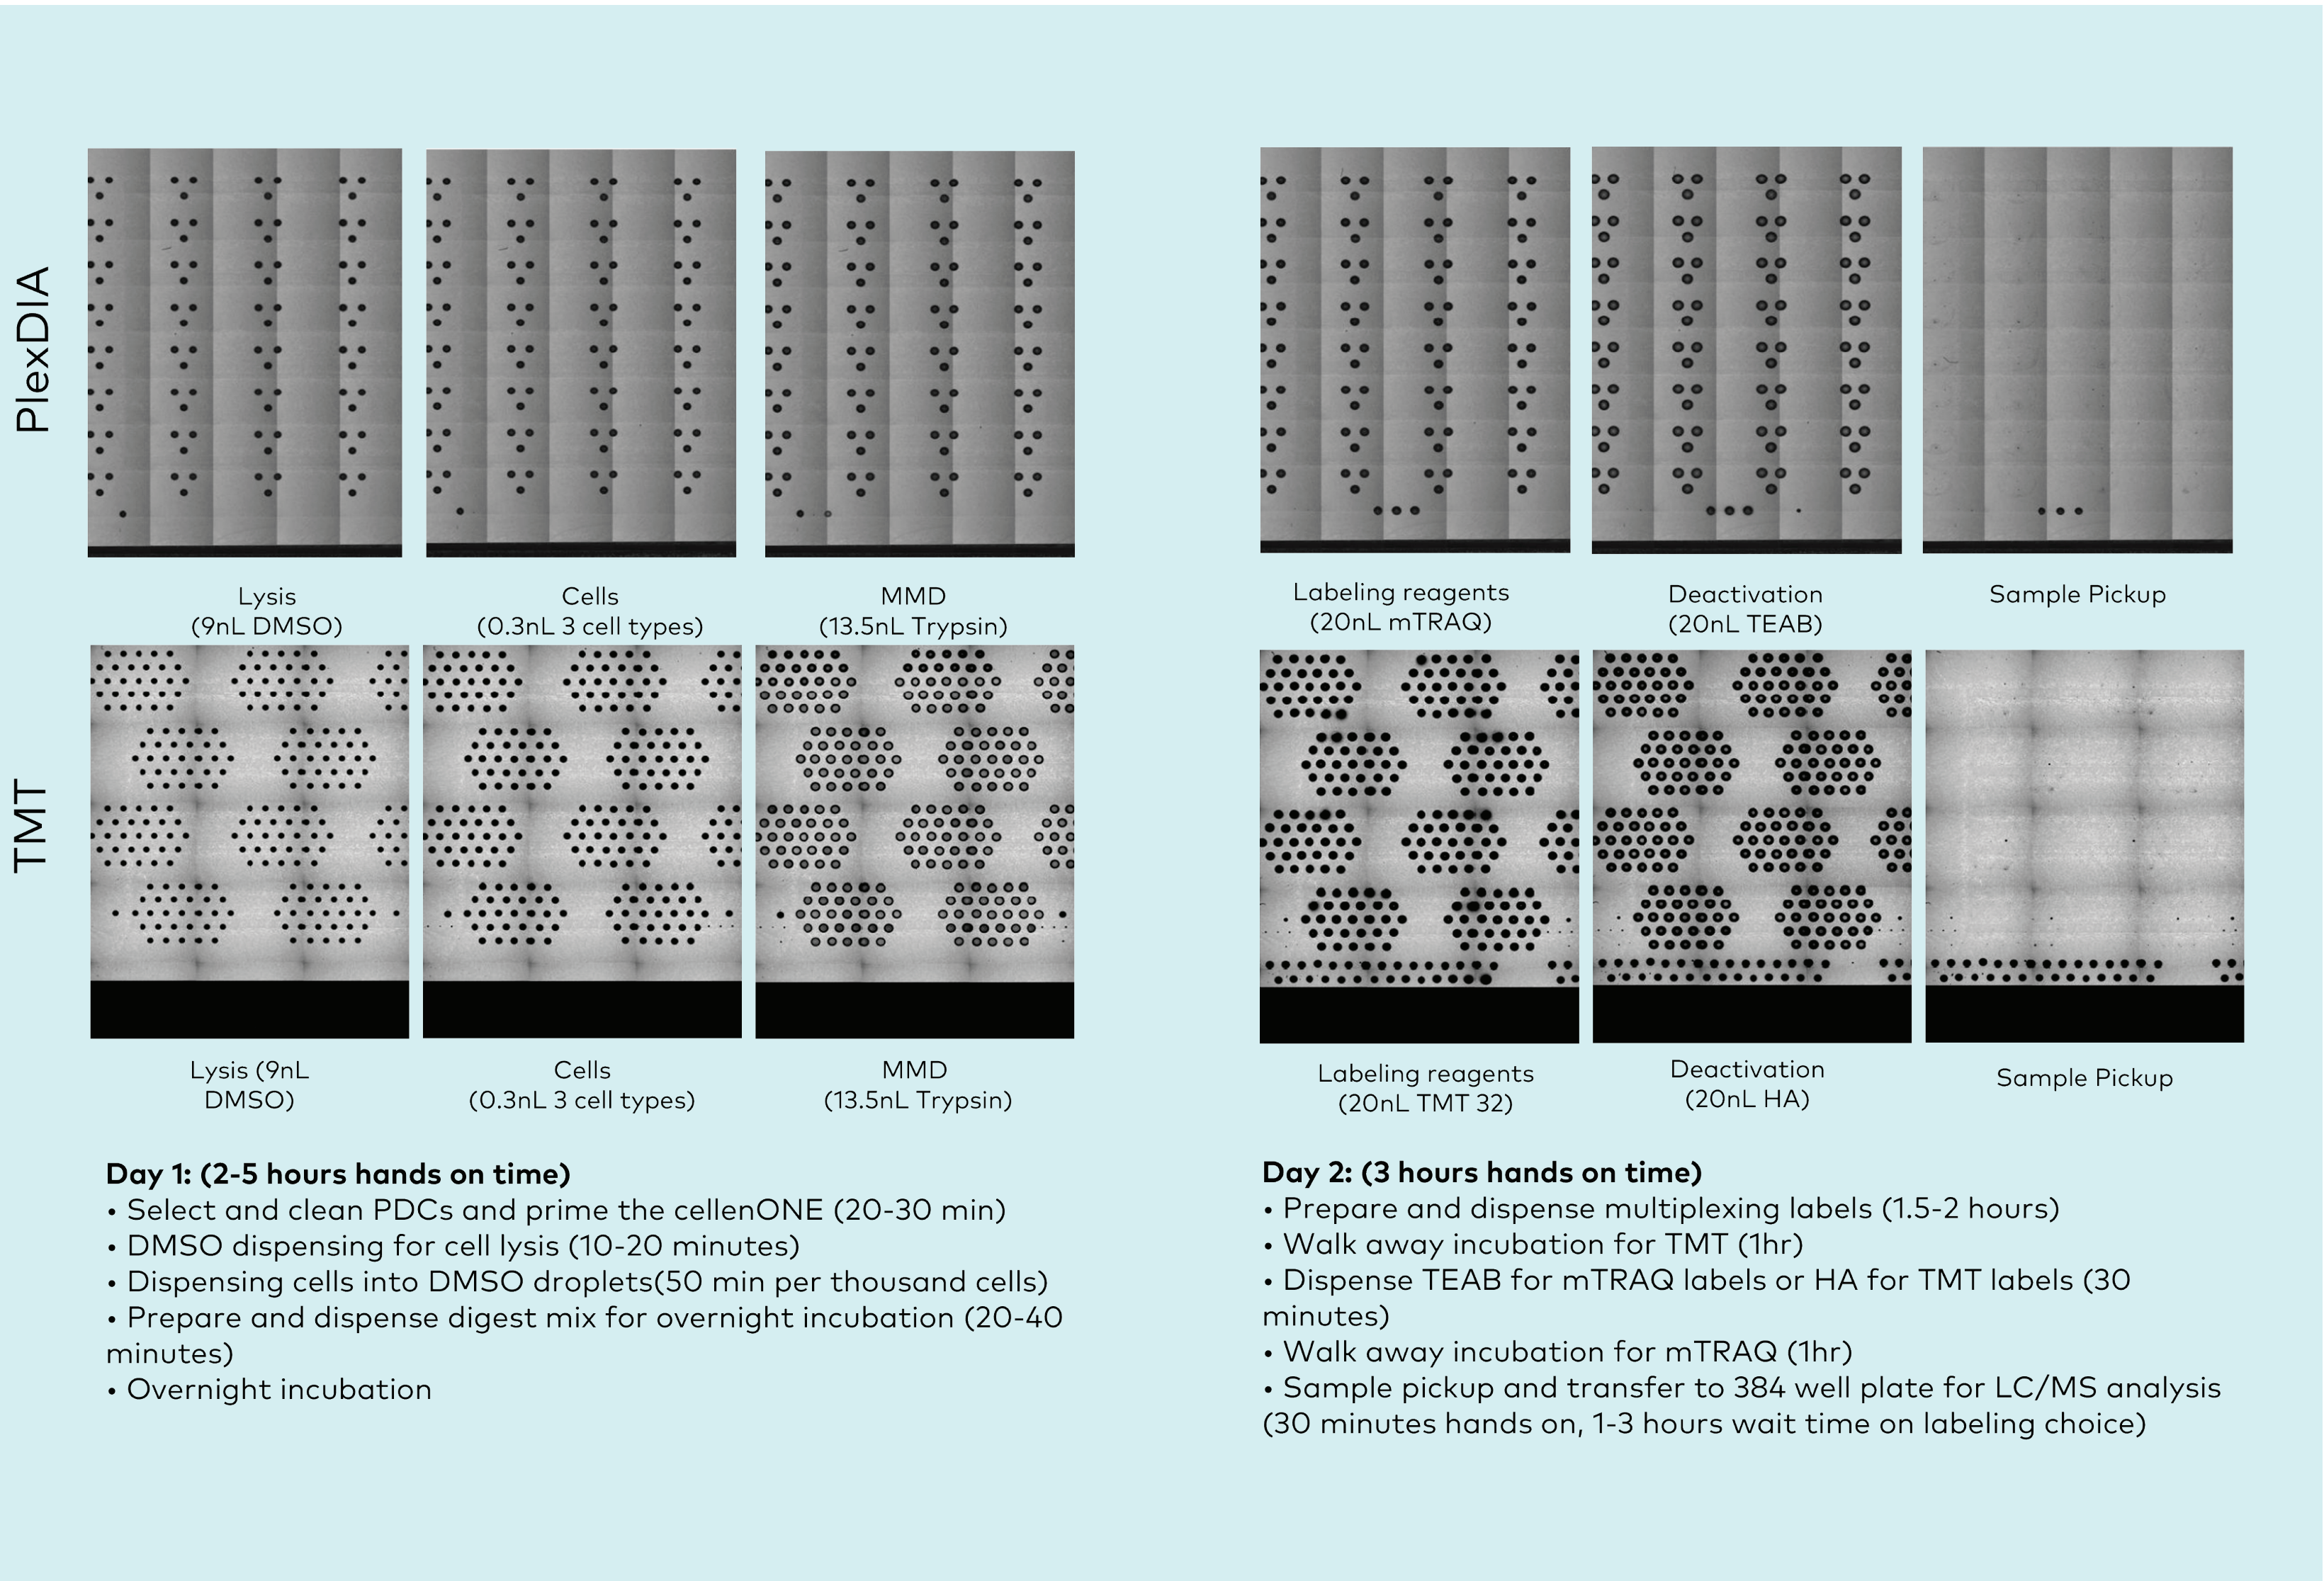 PlexDIA
Lysis
(9nL DMSO)
Cells
(0.3nL 3 cell types)
MMD
(13.5nL Trypsin)
Labeling reagents
(20nL mTRAQ)
Deactivation
(20nL TEAB)
Sample Pickup
TMT
Lysis (9nL
DMSO)
Cells
(0.3nL 3 cell types)
MMD
(13.5nL Trypsin)
Labeling reagents
(20nL TMT 32)
Deactivation
(20nL HA)
Sample Pickup
Day 1: (2-5 hours hands on time)
• Select and clean PDCs and prime the cellenONE (20-30 min)
• DMSO dispensing for cell lysis (10-20 minutes)
• Dispensing cells into DMSO droplets(50 min per thousand cells)
• Prepare and dispense digest mix for overnight incubation (20-40
minutes)
• Overnight incubation
Day 2: (3 hours hands on time)
• Prepare and dispense multiplexing labels (1.5-2 hours)
• Walk away incubation for TMT (1hr)
• Dispense TEAB for mTRAQ labels or HA for TMT labels (30
minutes)
• Walk away incubation for mTRAQ (1hr)
• Sample pickup and transfer to 384 well plate for LC/MS analysis
(30 minutes hands on, 1-3 hours wait time on labeling choice)